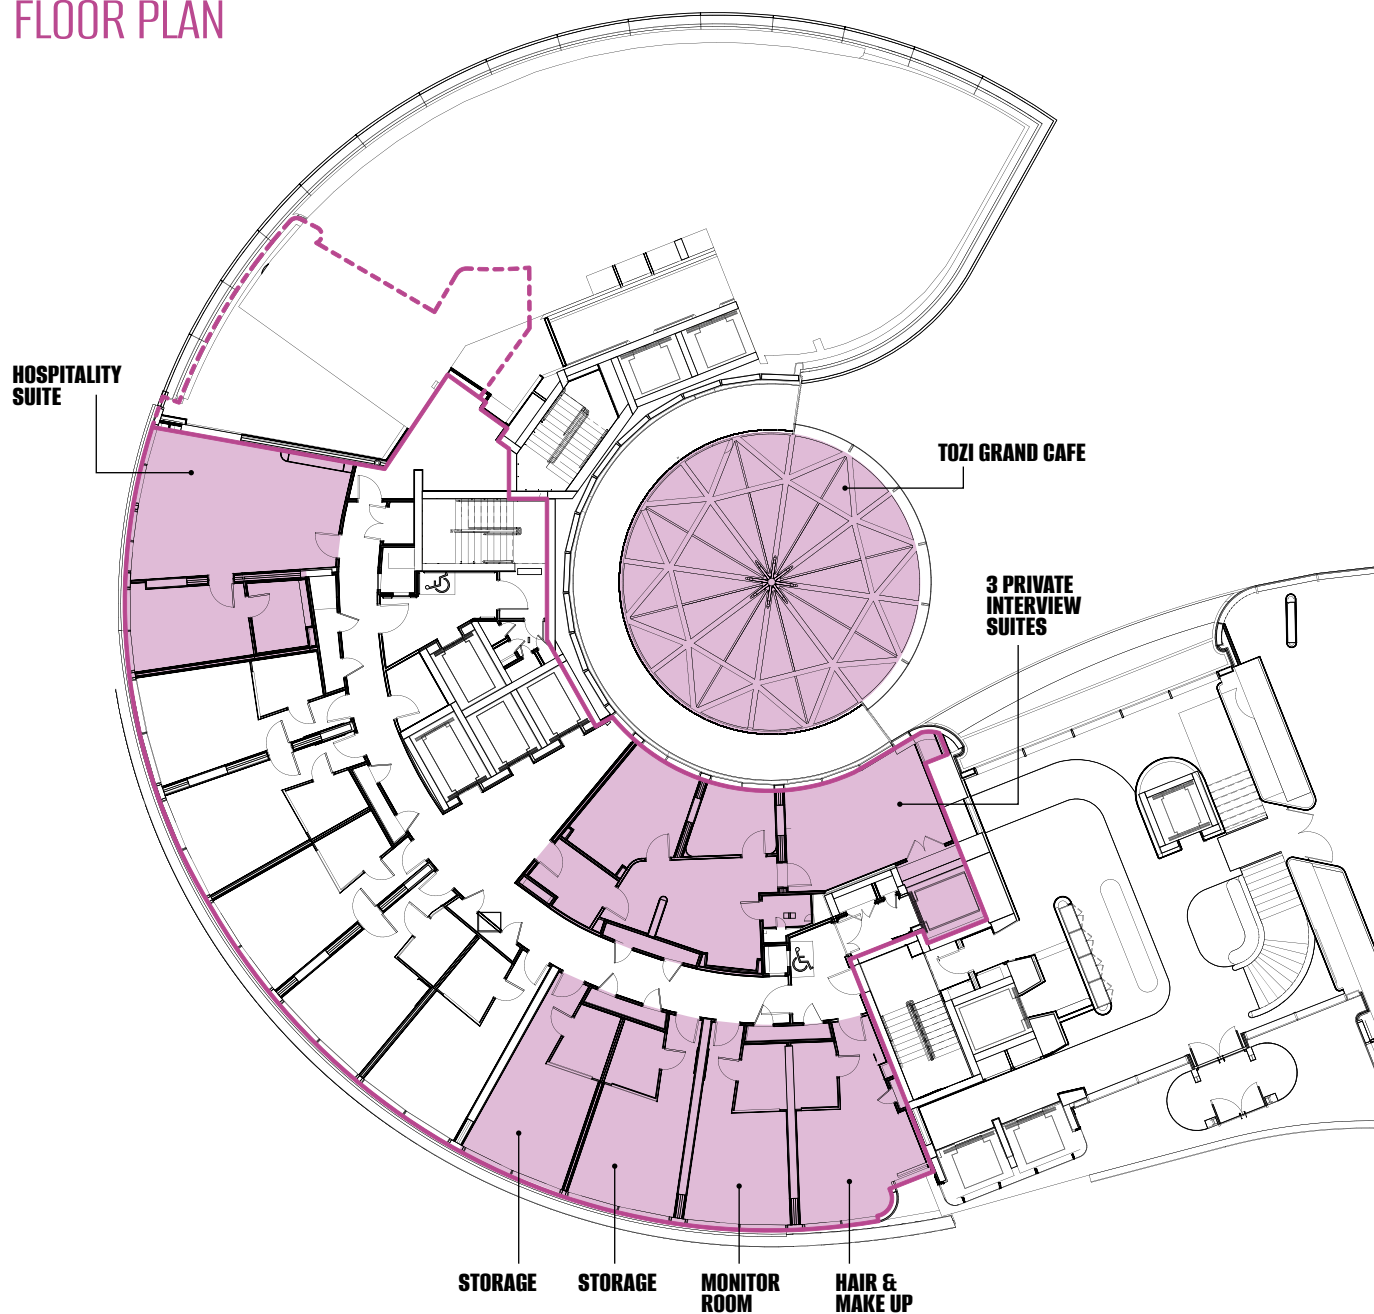 FLOOR PLAN
HOSPITALITY
SUITE
TOZI GRAND CAFE
3 PRIVATE
INTERVIEW
SUITES
STORAGE
STORAGE
MONITOR
ROOM
HAIR &
MAKE UP